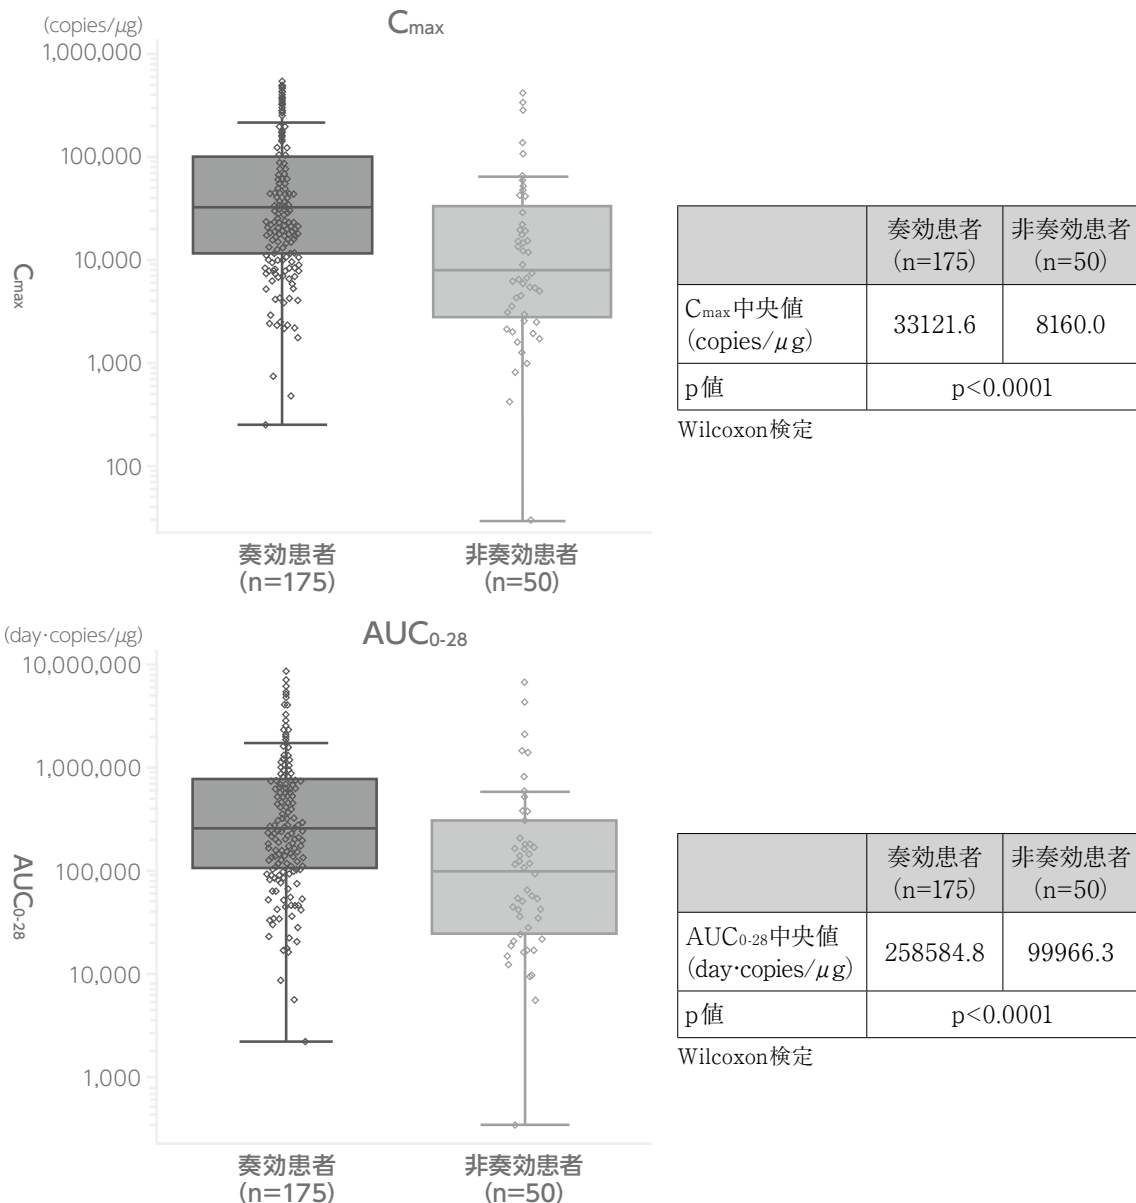 Cmax
(copies/μg)
1,000,000
100,000
10,000
1,000
100
Cmax
奏効患者
(n=175)
非奏効患者
(n=50)
奏効患者
(n=175)
非奏効患者
(n=50)
Cmax中央値
(copies/μg)
33121.6
8160.0
p値
p<0.0001
Wilcoxon検定
AUC0-28
(day·copies/μg)
10,000,000
1,000,000
100,000
10,000
1,000
AUC0-28
奏効患者
(n=175)
非奏効患者
(n=50)
奏効患者
(n=175)
非奏効患者
(n=50)
AUC0-28中央値
(day·copies/μg)
258584.8
99966.3
p値
p<0.0001
Wilcoxon検定